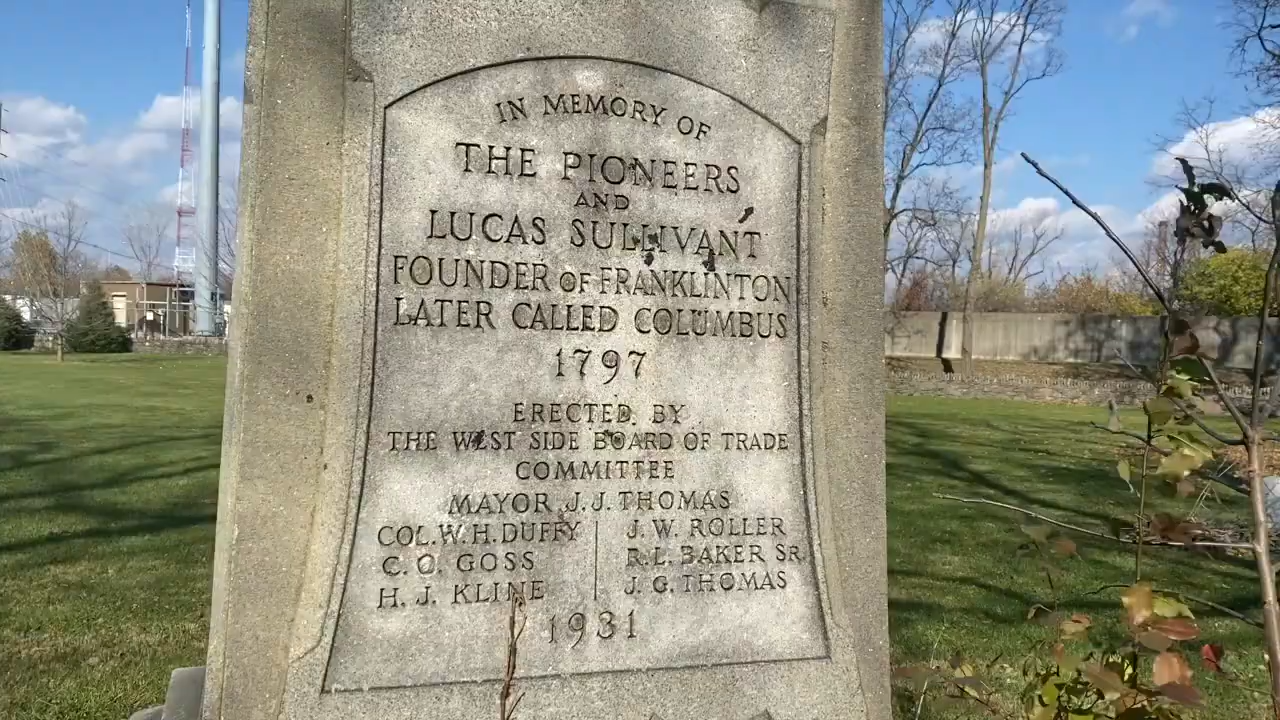 IN MEMORY OF
THE PIONEERS
AND
LUCAS SULLIVANT
FOUNDER OF FRANKLINTON
LATER CALLED COLUMBUS
1797
ERECTED BY
THE WEST SIDE BOARD OF TRADE
COMMITTEE
MAYOR J.J. THOMAS
COL. W. H. DUFFY
C. O. GOSS
H. J. KLINE
J. W. ROLLER
R. L. BAKER SR
J. G. THOMAS
1931